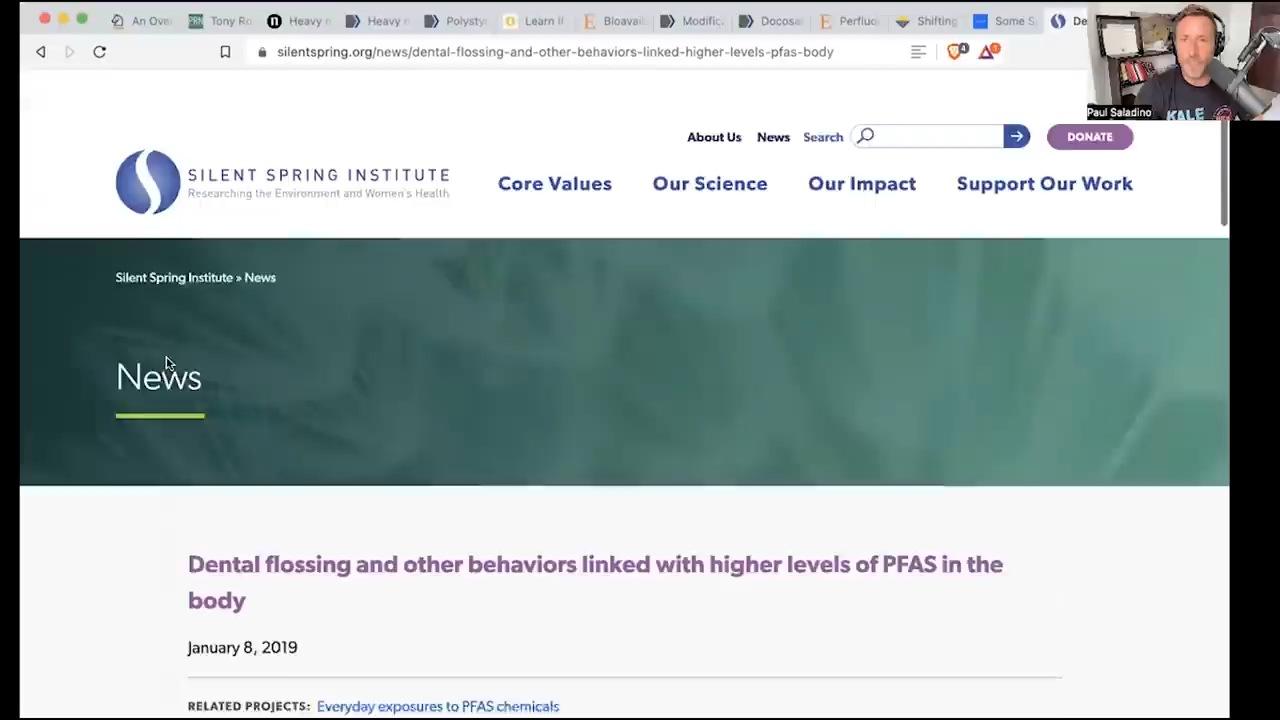 An Ove
Tony Ro
Heavy
Heavy
Polysty
Learn
Bioavai
Modific
Docosa
Perfluo
Shifting
Some S
De
silentspring.org/news/dental-flossing-and-other-behaviors-linked-higher-levels-pfas-body
Paul Saladino
KALE
About Us News Search DONATE
SILENT SPRING INSTITUTE
Researching the Environment and Women's Health
Core Values Our Science Our Impact Support Our Work
Silent Spring Institute » News
News
Dental flossing and other behaviors linked with higher levels of PFAS in the
body
January 8, 2019
RELATED PROJECTS: Everyday exposures to PFAS chemicals